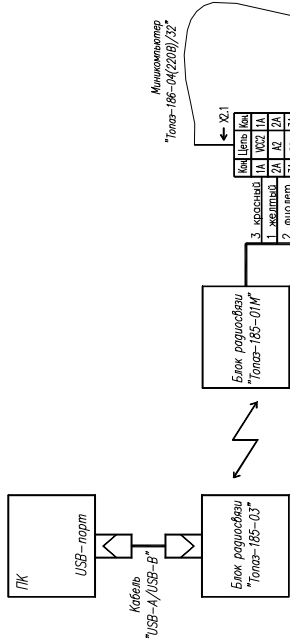 Миникомпьютер
"Топаз-186-04(220В)/32"
X2.1
Кон Цепь Кон
1А VCC2 1А
2А А2 2А
3 красный
1 желтый
2 фиолет
Блок радиосвязи
"Топаз-185-01М"
ПК
USB-порт
Кабель
"USB-A/USB-B"
Блок радиосвязи
"Топаз-185-03"